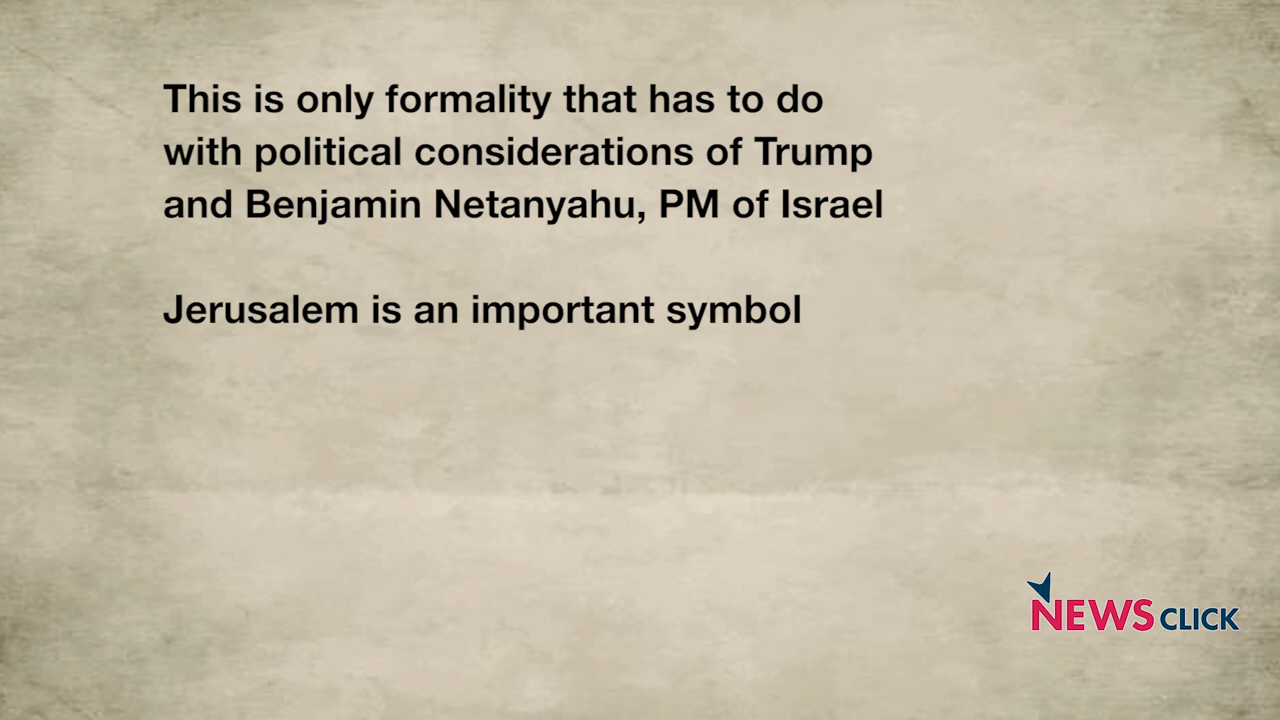 This is only formality that has to do
with political considerations of Trump
and Benjamin Netanyahu, PM of Israel
Jerusalem is an important symbol
NEWS CLICK